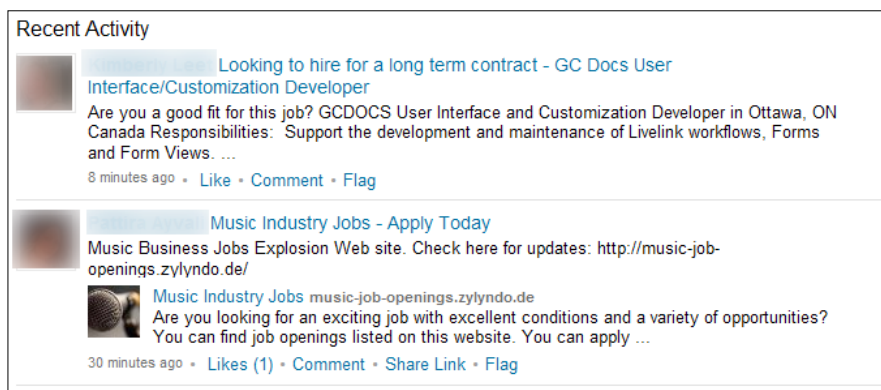 Recent Activity
Looking to hire for a long term contract - GC Docs User
Interface/Customization Developer
Are you a good fit for this job? GCDOCS User Interface and Customization Developer in Ottawa, ON
Canada Responsibilities: Support the development and maintenance of Livelink workflows, Forms
and Form Views. ...
8 minutes ago • Like • Comment • Flag
Music Industry Jobs - Apply Today
Music Business Jobs Explosion Web site. Check here for updates: http://music-job-
openings.zylyndo.de/
Music Industry Jobs music-job-openings.zylyndo.de
Are you looking for an exciting job with excellent conditions and a variety of opportunities?
You can find job openings listed on this website. You can apply ...
30 minutes ago • Likes (1) • Comment • Share Link • Flag